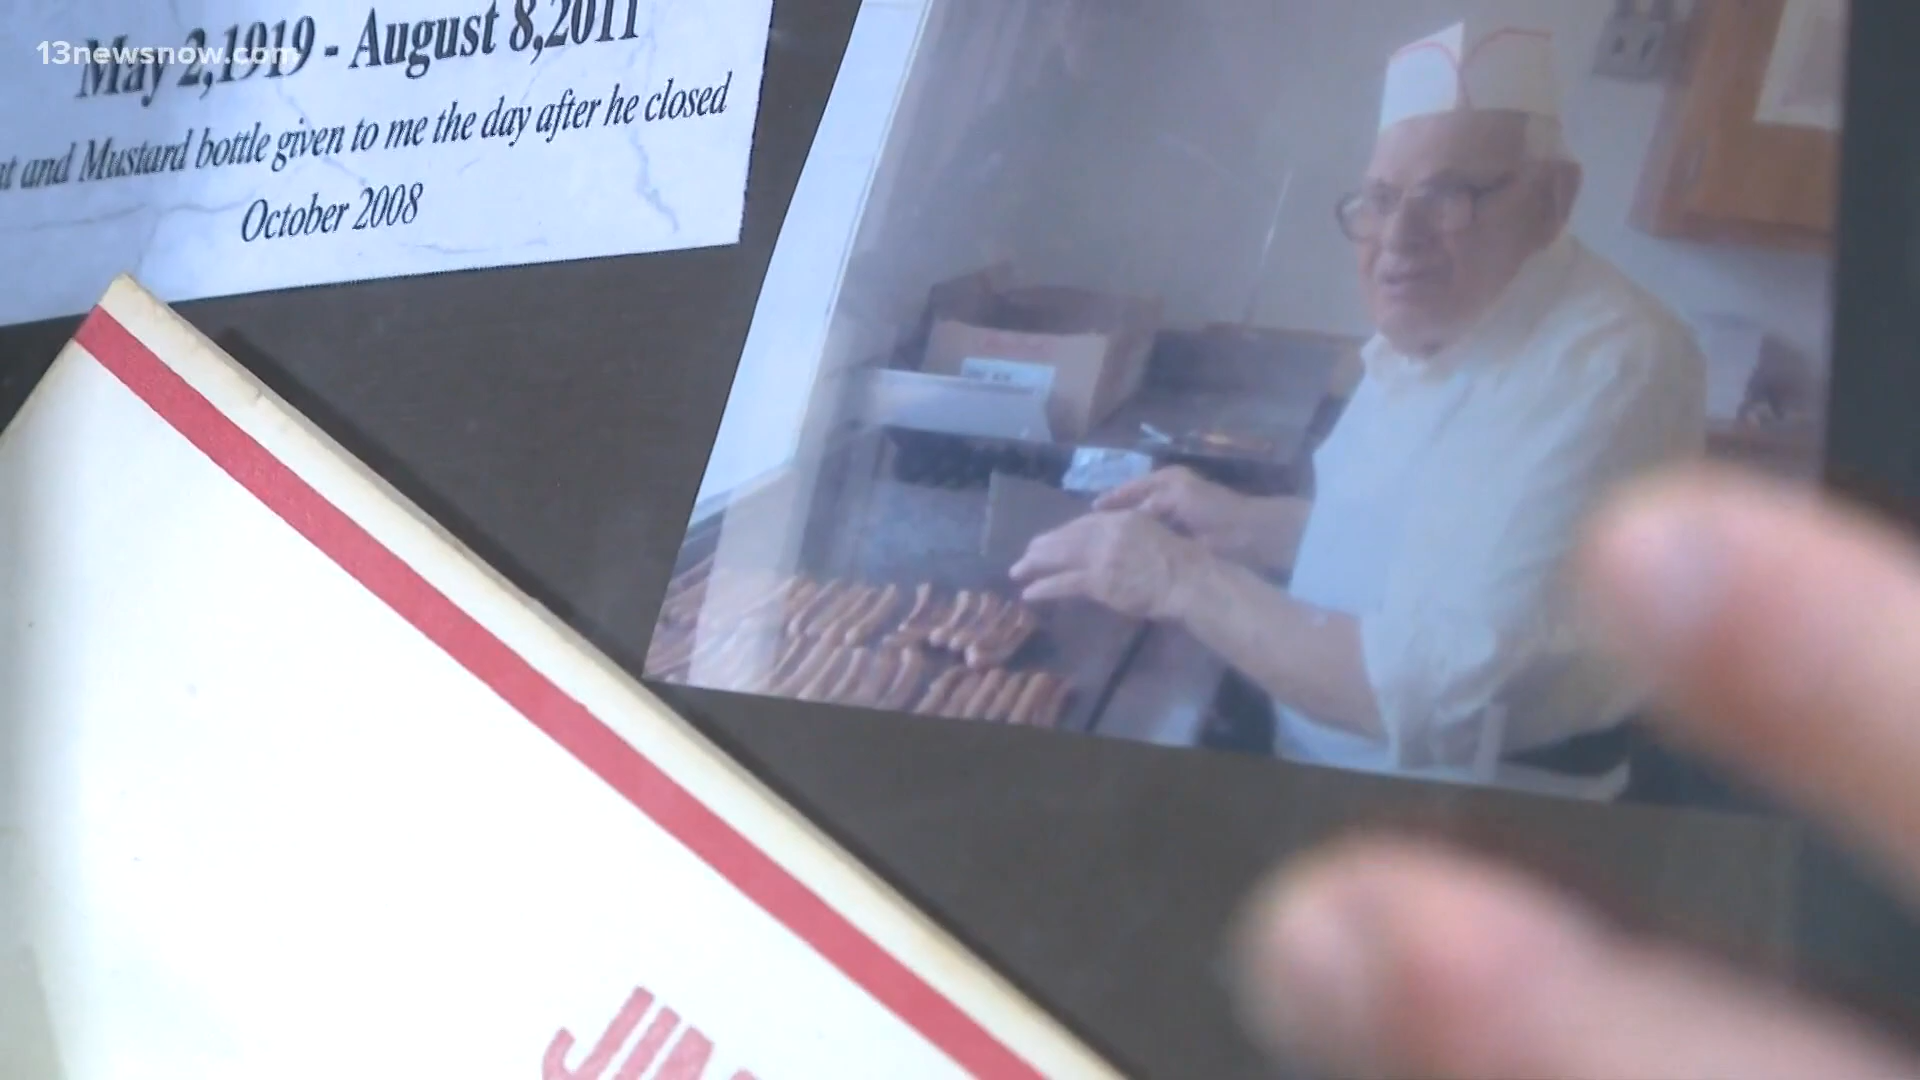 13newsnow.com
May 2,1919 - August 8,2011
and Mustard bottle given to me the day after he closed
October 2008
JIM